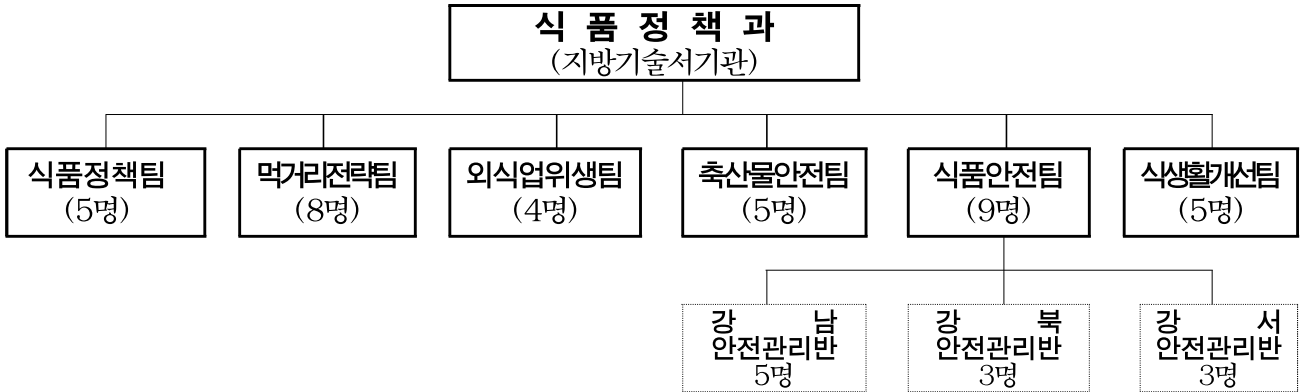 식 품 정 책 과
(지방기술서기관)
식품정책팀
(5명)
먹거리전략팀
(8명)
외식업위생팀
(4명)
축산물안전팀
(5명)
식품안전팀
(9명)
식생활개선팀
(5명)
강 남
안전관리반
5명
강 북
안전관리반
3명
강 서
안전관리반
3명